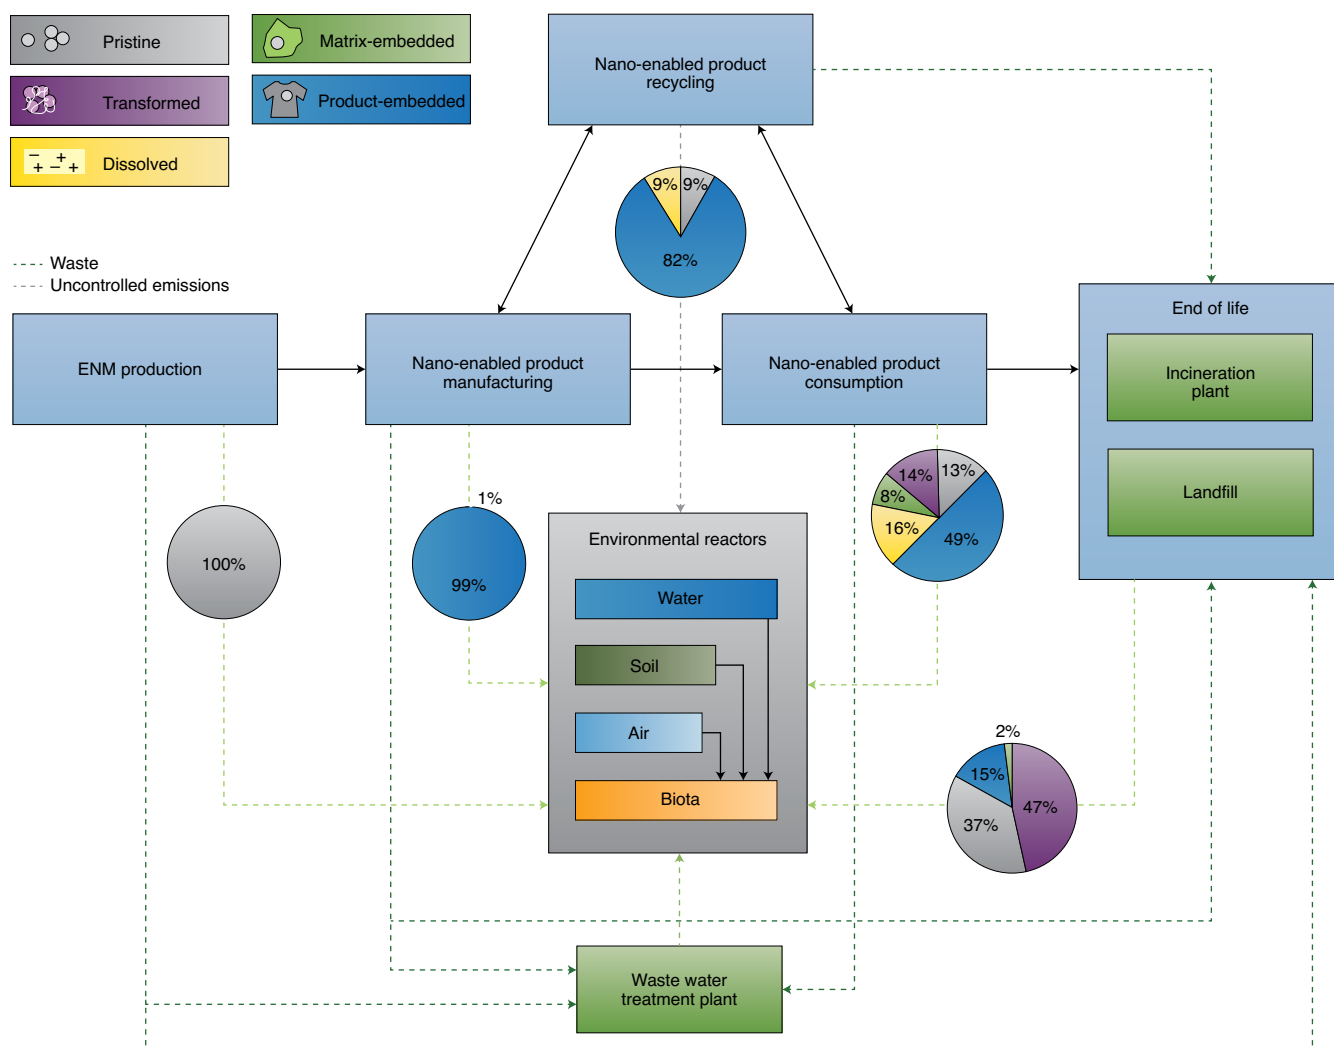 Pristine
Matrix-embedded
Transformed
Product-embedded
− + + − +
Dissolved
Nano-enabled product
recycling
9% 9%
82%
Waste
Uncontrolled emissions
ENM production
Nano-enabled product
manufacturing
Nano-enabled product
consumption
End of life
Incineration
plant
Landfill
100%
1%
99%
14%
13%
8%
16%
49%
Environmental reactors
Water
Soil
Air
Biota
2%
15%
47%
37%
Waste water
treatment plant